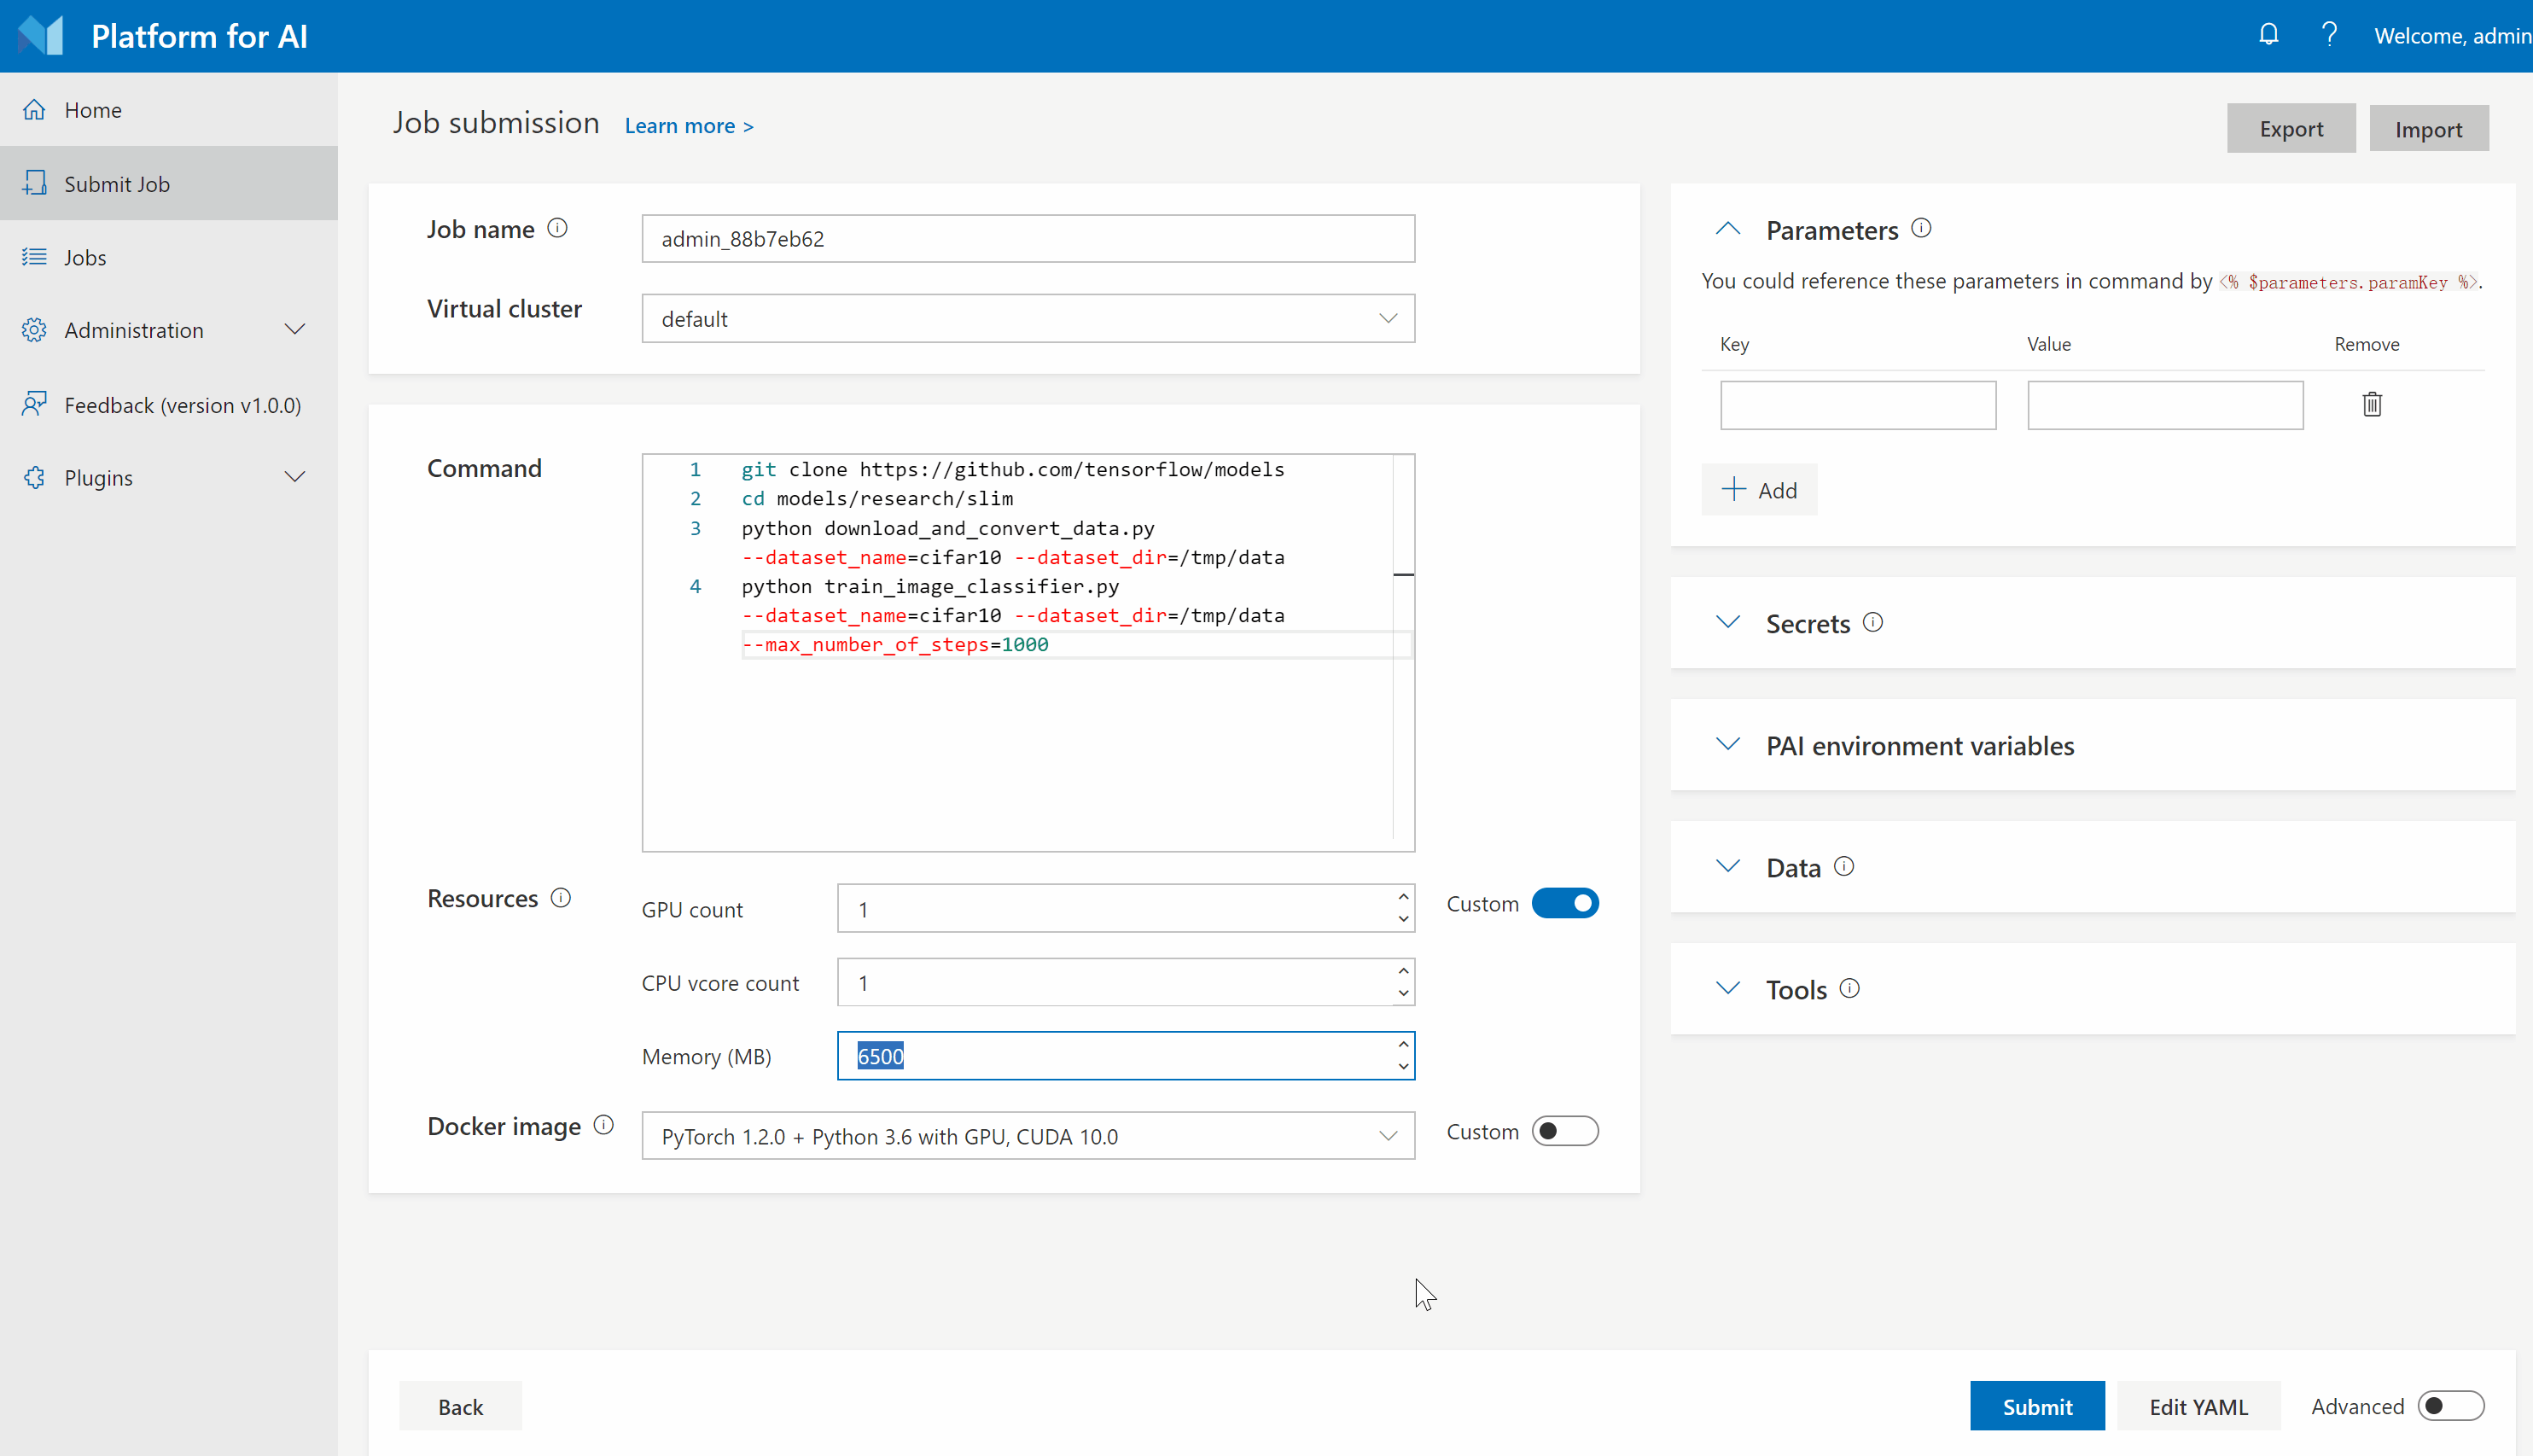 Platform for AI
Welcome, admin
Home
Submit Job
Jobs
Administration
Feedback (version v1.0.0)
Plugins
Job submission
Learn more >
Export
Import
Job name
admin_88b7eb62
Virtual cluster
default
Command
1 git clone https://github.com/tensorflow/models
2 cd models/research/slim
3 python download_and_convert_data.py
--dataset_name=cifar10 --dataset_dir=/tmp/data
4 python train_image_classifier.py
--dataset_name=cifar10 --dataset_dir=/tmp/data
--max_number_of_steps=1000
Resources
GPU count
1
Custom
CPU vcore count
1
Memory (MB)
6500
Docker image
PyTorch 1.2.0 + Python 3.6 with GPU, CUDA 10.0
Custom
Parameters
You could reference these parameters in command by <% $parameters.paramKey %>.
Key Value Remove
Add
Secrets
PAI environment variables
Data
Tools
Back
Submit
Edit YAML
Advanced